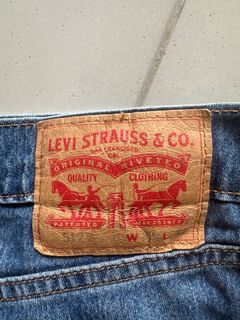 LEVI STRAUSS & CO.
SAN FRANCISCO
CAL
ORIGINAL RIVETED
QUALITY CLOTHING
W L